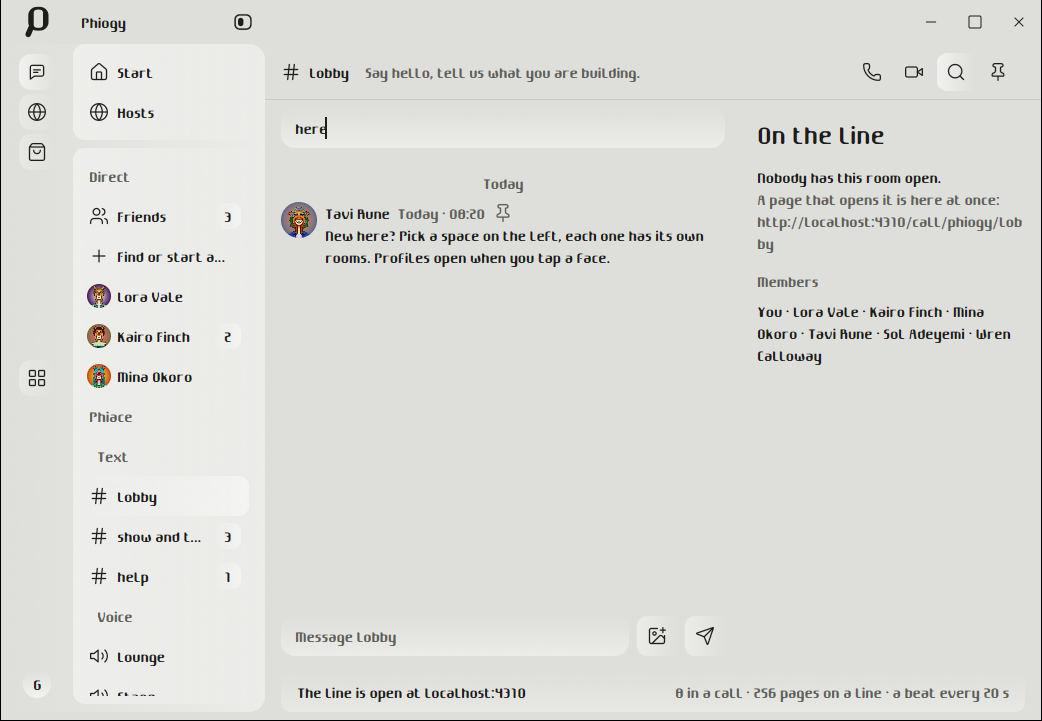 Phiogy
Start
Hosts
Direct
Friends 3
Find or start a...
Lora Vale
Kairo Finch 2
Mina Okoro
Phiace
Text
Lobby
show and t... 3
help 1
Voice
Lounge
G
# Lobby Say hello, tell us what you are building.
here
Today
Tavi Rune Today · 08:20
New here? Pick a space on the left, each one has its own
rooms. Profiles open when you tap a face.
Message Lobby
On the line
Nobody has this room open.
A page that opens it is here at once:
http://localhost:4310/call/phiogy/lob
by
Members
You · Lora Vale · Kairo Finch · Mina
Okoro · Tavi Rune · Sol Adeyemi · Wren
Calloway
The line is open at localhost:4310
0 in a call · 256 pages on a line · a beat every 20 s